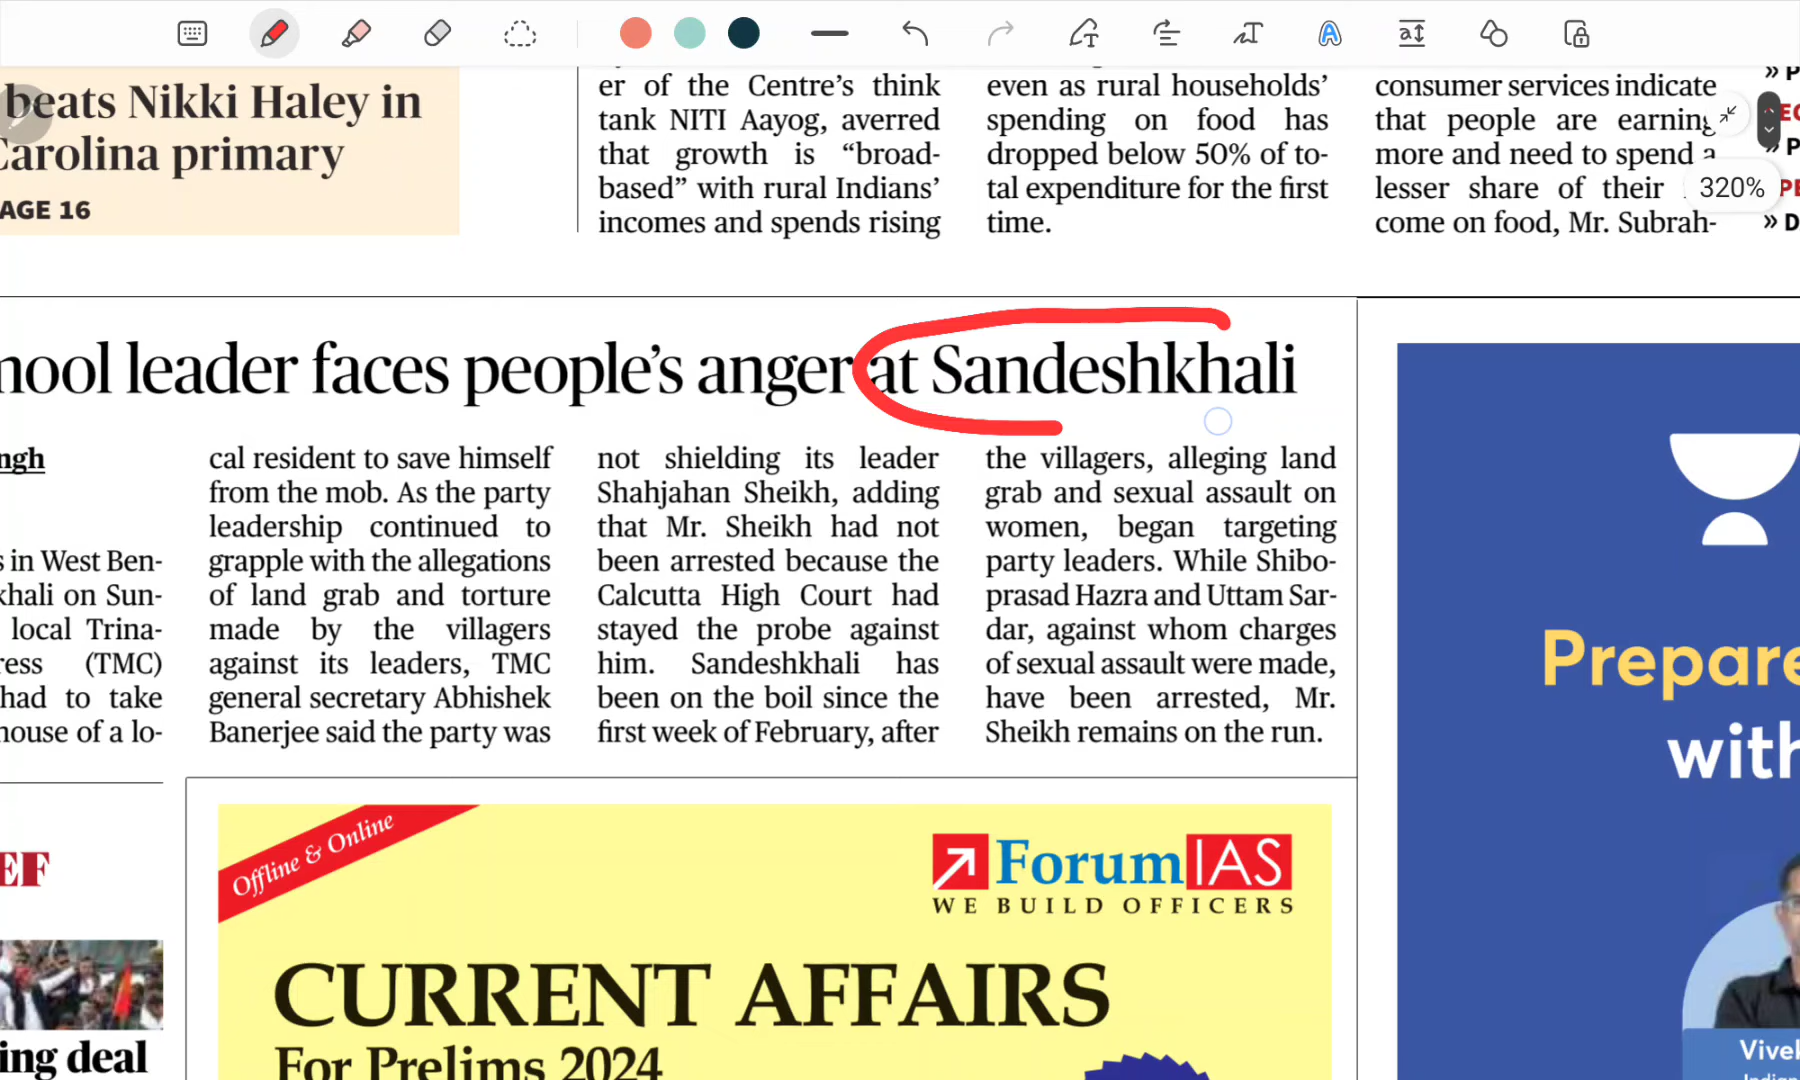 beats Nikki Haley in
Carolina primary
AGE 16
er of the Centre’s think
tank NITI Aayog, averred
that growth is “broad-
based” with rural Indians’
incomes and spends rising
even as rural households’
spending on food has
dropped below 50% of to-
tal expenditure for the first
time.
consumer services indicate
that people are earning
more and need to spend a
lesser share of their
come on food, Mr. Subrah-
320%
mool leader faces people’s anger at Sandeshkhali
ngh
s in West Ben-
khali on Sun-
local Trina-
ress (TMC)
had to take
house of a lo-
cal resident to save himself
from the mob. As the party
leadership continued to
grapple with the allegations
of land grab and torture
made by the villagers
against its leaders, TMC
general secretary Abhishek
Banerjee said the party was
not shielding its leader
Shahjahan Sheikh, adding
that Mr. Sheikh had not
been arrested because the
Calcutta High Court had
stayed the probe against
him. Sandeshkhali has
been on the boil since the
first week of February, after
the villagers, alleging land
grab and sexual assault on
women, began targeting
party leaders. While Shibo-
prasad Hazra and Uttam Sar-
dar, against whom charges
of sexual assault were made,
have been arrested, Mr.
Sheikh remains on the run.
EF
ing deal
Offline & Online
ForumIAS
WE BUILD OFFICERS
CURRENT AFFAIRS
For Prelims 2024
Prepare
with
Vivek